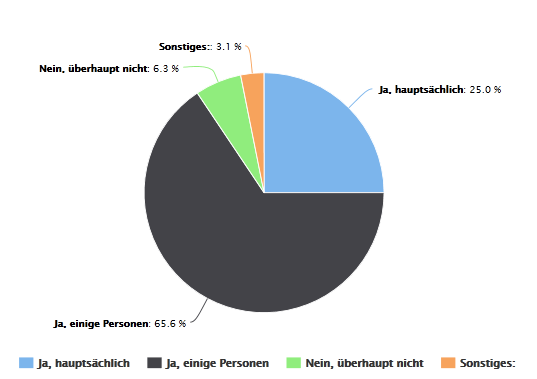 Sonstiges:: 3.1 %
Nein, überhaupt nicht: 6.3 %
Ja, hauptsächlich: 25.0 %
Ja, einige Personen: 65.6 %
Ja, hauptsächlich Ja, einige Personen Nein, überhaupt nicht Sonstiges: